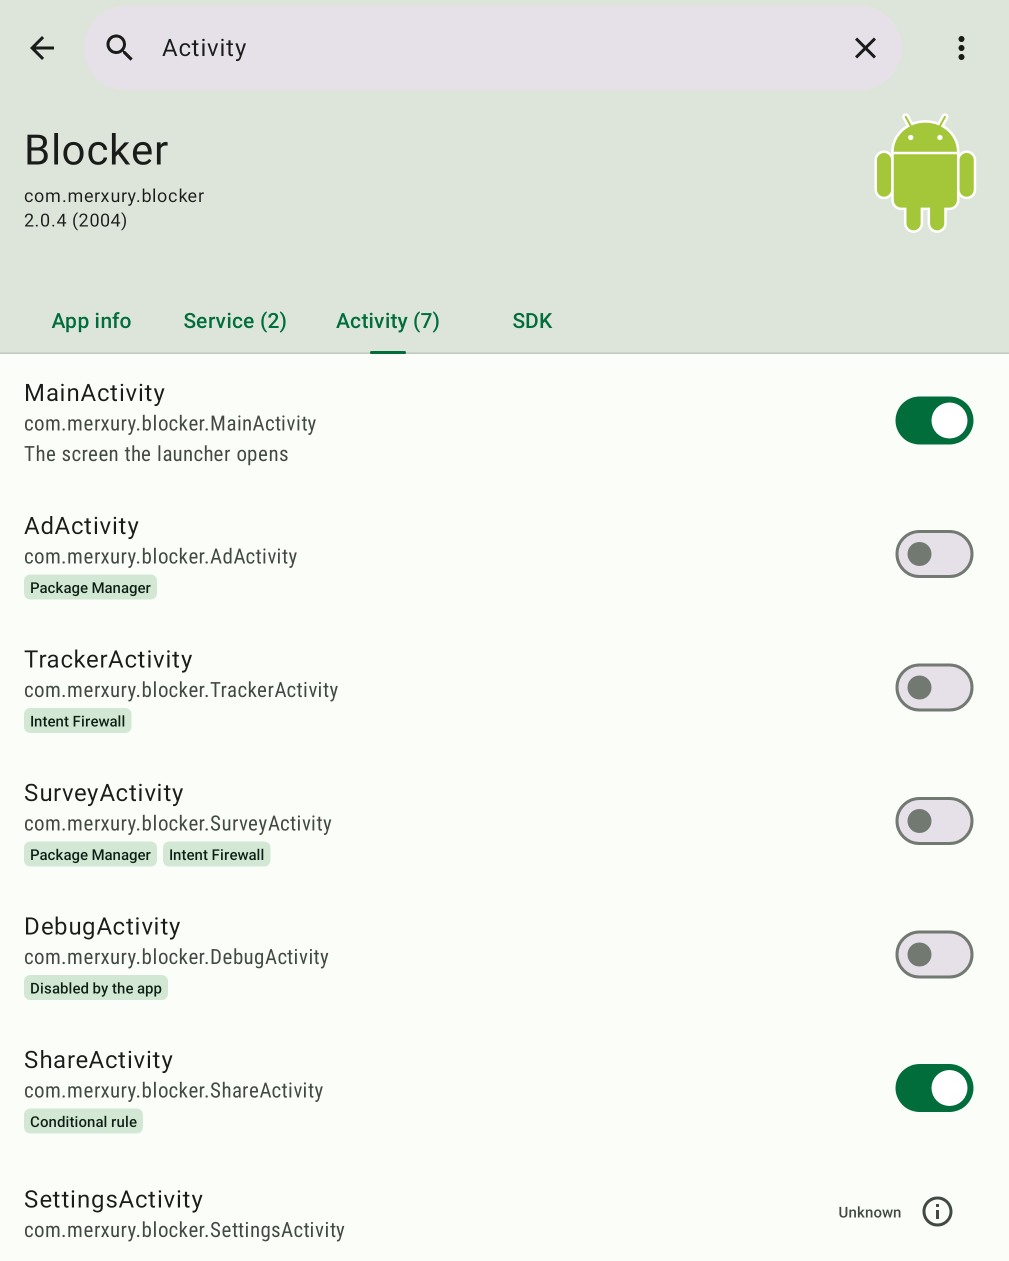 Activity
Blocker
com.merxury.blocker
2.0.4 (2004)
App info Service (2) Activity (7) SDK
MainActivity
com.merxury.blocker.MainActivity
The screen the launcher opens
AdActivity
com.merxury.blocker.AdActivity
Package Manager
TrackerActivity
com.merxury.blocker.TrackerActivity
Intent Firewall
SurveyActivity
com.merxury.blocker.SurveyActivity
Package Manager Intent Firewall
DebugActivity
com.merxury.blocker.DebugActivity
Disabled by the app
ShareActivity
com.merxury.blocker.ShareActivity
Conditional rule
SettingsActivity
com.merxury.blocker.SettingsActivity
Unknown